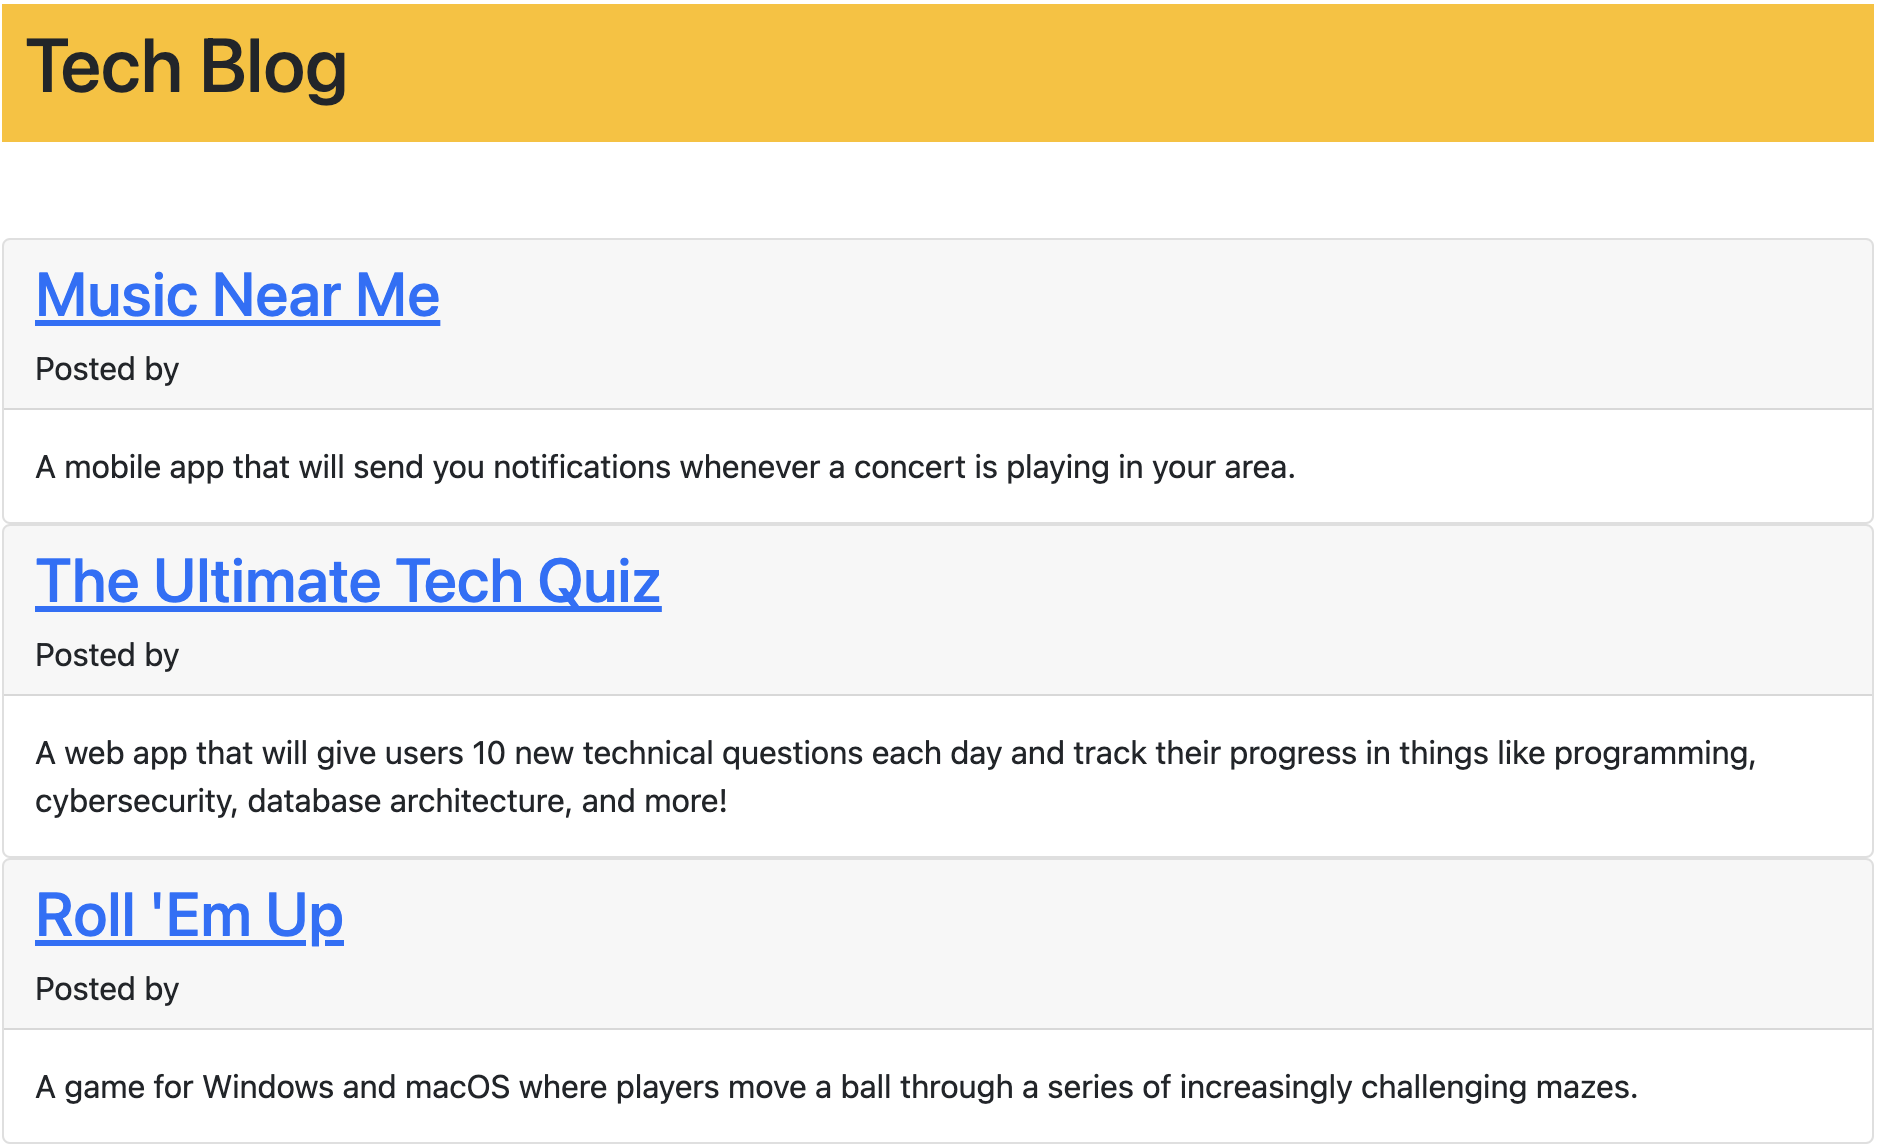 Tech Blog
Music Near Me
Posted by
A mobile app that will send you notifications whenever a concert is playing in your area.
The Ultimate Tech Quiz
Posted by
A web app that will give users 10 new technical questions each day and track their progress in things like programming,
cybersecurity, database architecture, and more!
Roll 'Em Up
Posted by
A game for Windows and macOS where players move a ball through a series of increasingly challenging mazes.